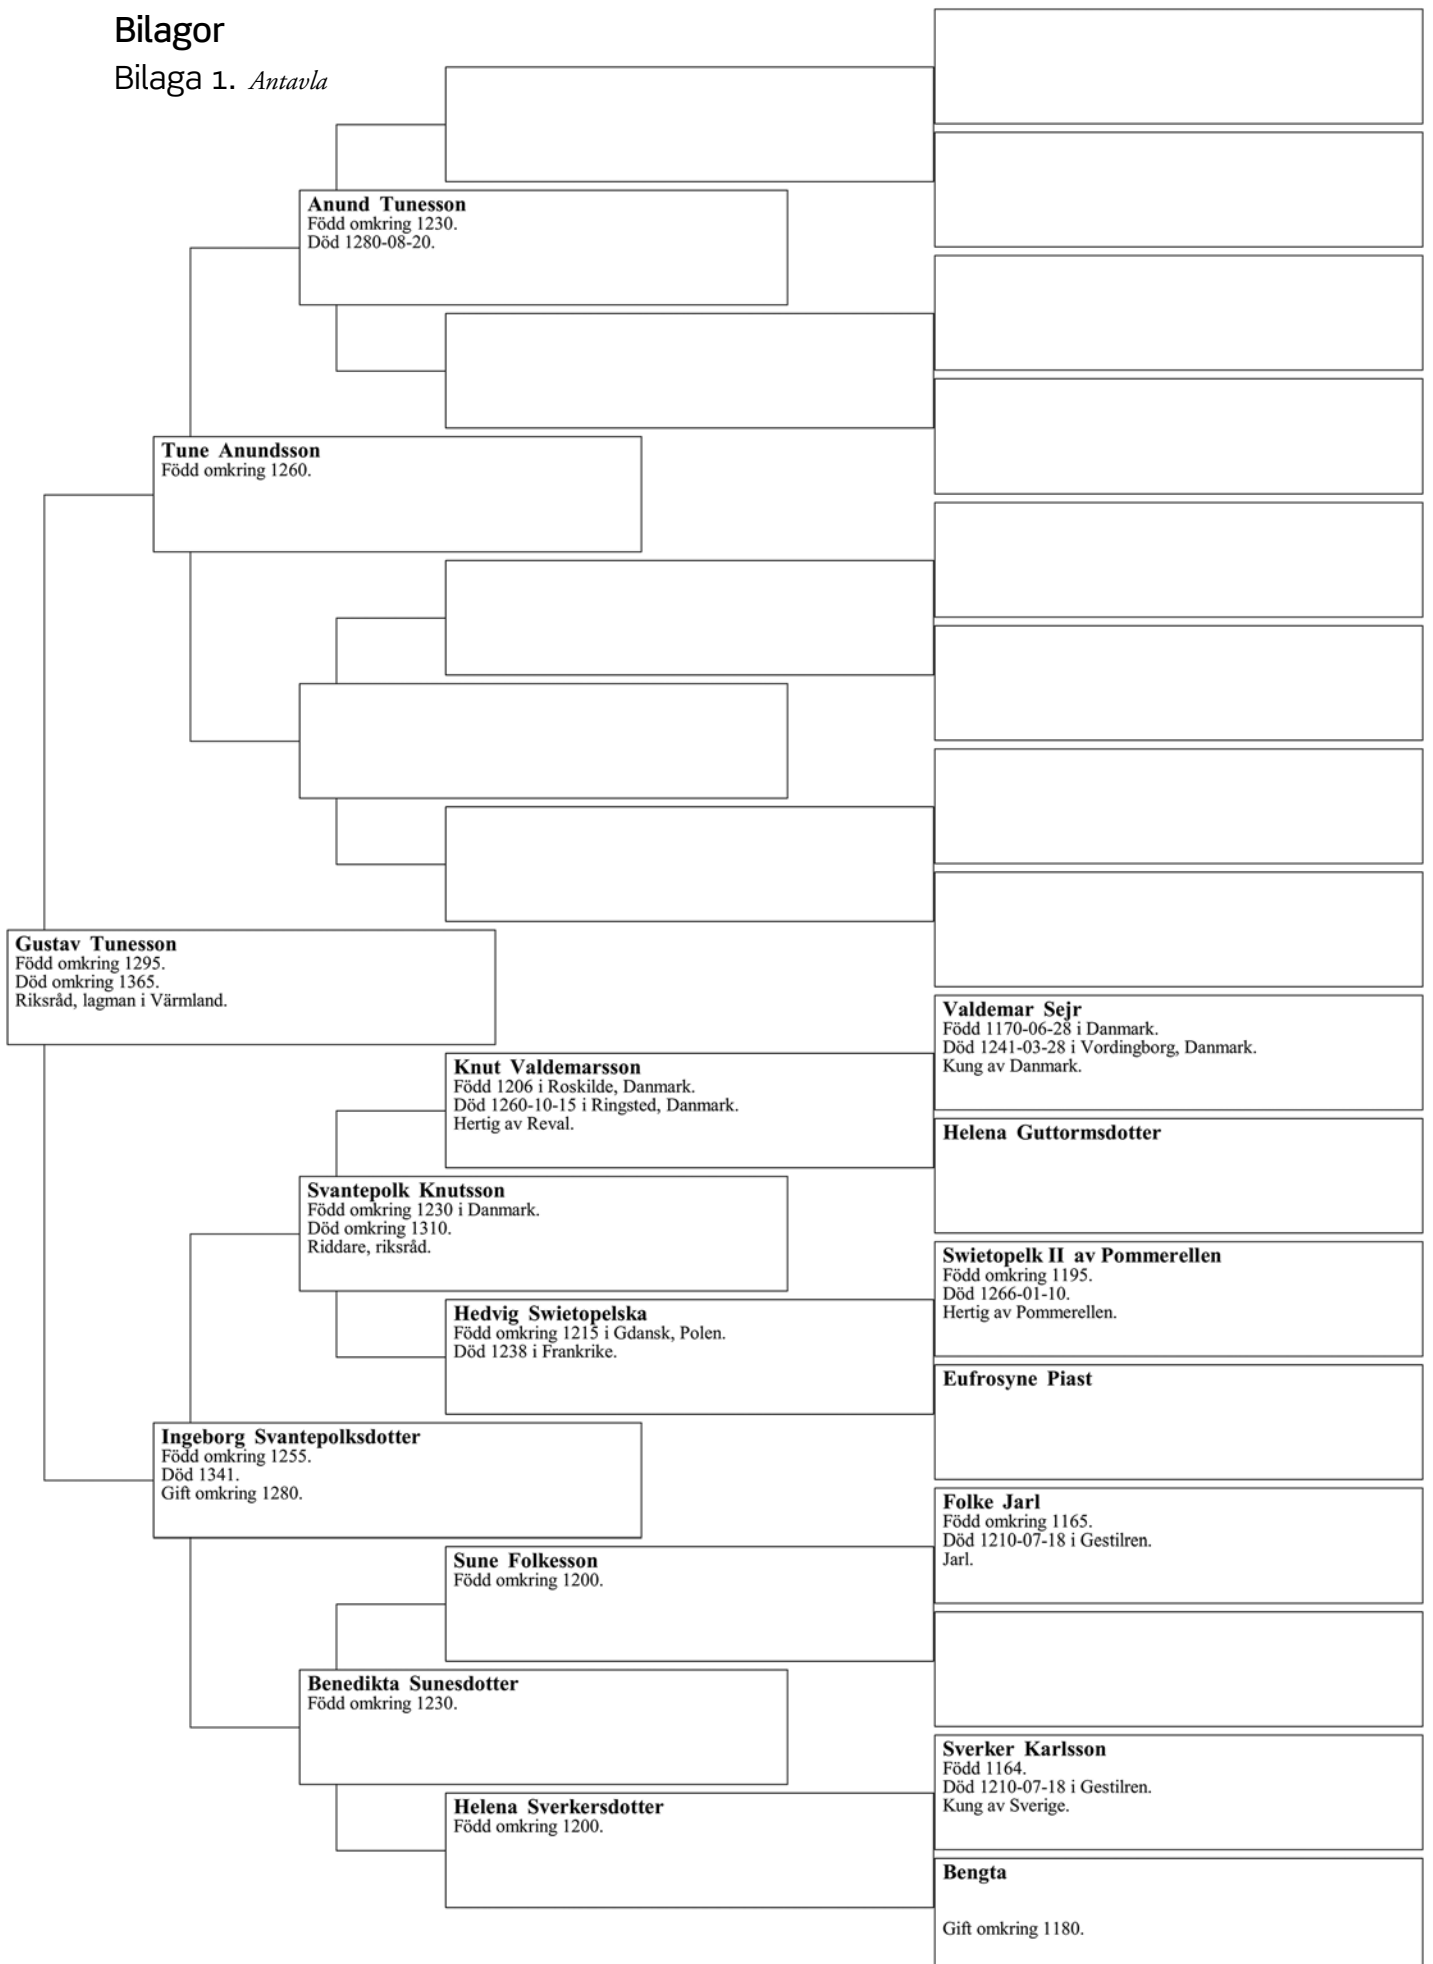 Bilagor
Bilaga 1. Antavla
Anund Tunesson
Född omkring 1230.
Död 1280-08-20.
Tune Anundsson
Född omkring 1260.
Gustav Tunesson
Född omkring 1295.
Död omkring 1365.
Riksråd, lagman i Värmland.
Valdemar Sejr
Född 1170-06-28 i Danmark.
Död 1241-03-28 i Vordingborg, Danmark.
Kung av Danmark.
Knut Valdemarsson
Född 1206 i Roskilde, Danmark.
Död 1260-10-15 i Ringsted, Danmark.
Hertig av Reval.
Helena Guttormsdotter
Svantepolk Knutsson
Född omkring 1230 i Danmark.
Död omkring 1310.
Riddare, riksråd.
Swietopelk II av Pommerellen
Född omkring 1195.
Död 1266-01-10.
Hertig av Pommerellen.
Hedvig Swietopelska
Född omkring 1215 i Gdansk, Polen.
Död 1238 i Frankrike.
Eufrosyne Piast
Ingeborg Svantepolksdotter
Född omkring 1255.
Död 1341.
Gift omkring 1280.
Folke Jarl
Född omkring 1165.
Död 1210-07-18 i Gestilren.
Jarl.
Sune Folkesson
Född omkring 1200.
Benedikta Sunesdotter
Född omkring 1230.
Sverker Karlsson
Född 1164.
Död 1210-07-18 i Gestilren.
Kung av Sverige.
Helena Sverkersdotter
Född omkring 1200.
Bengta
Gift omkring 1180.